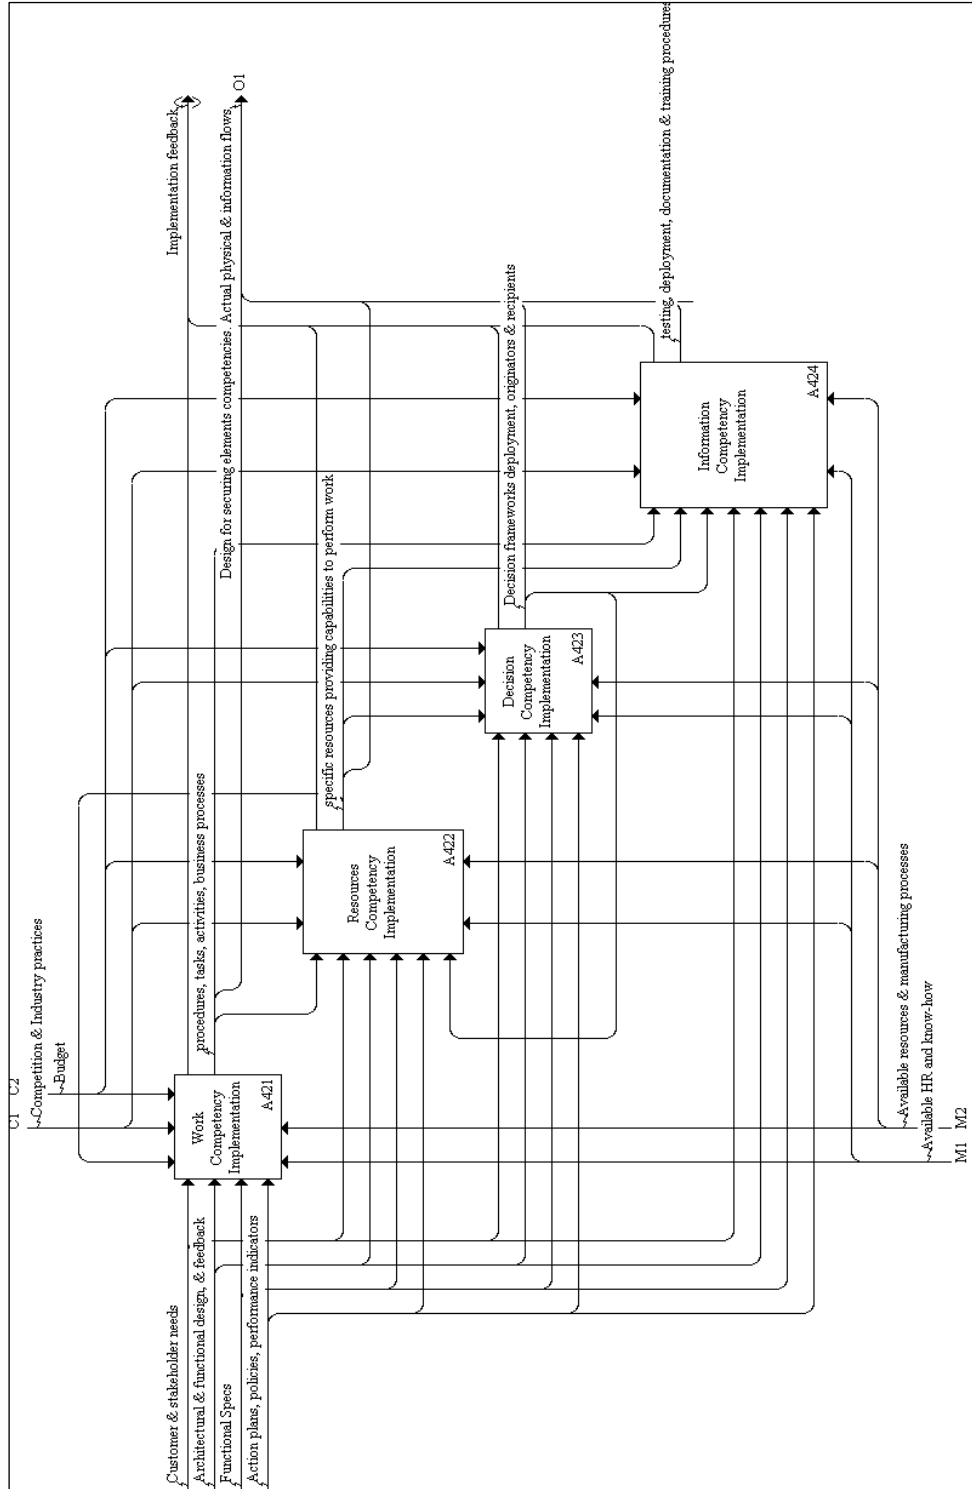 C1
C2
Competition & Industry practices
Budget
Customer & stakeholder needs
Architectural & functional design, & feedback
Functional Specs
Action plans, policies, performance indicators
Work
Competency
Implementation
A421
procedures, tasks, activities, business processes
Resources
Competency
Implementation
A422
specific resources providing capabilities to perform work
Decision
Competency
Implementation
A423
Decision frameworks deployment, originators & recipients
Information
Competency
Implementation
A424
testing, deployment, documentation & training procedures
Implementation feedback
Design for securing elements competencies. Actual physical & information flows
O1
Available resources & manufacturing processes
Available HR and know-how
M1
M2